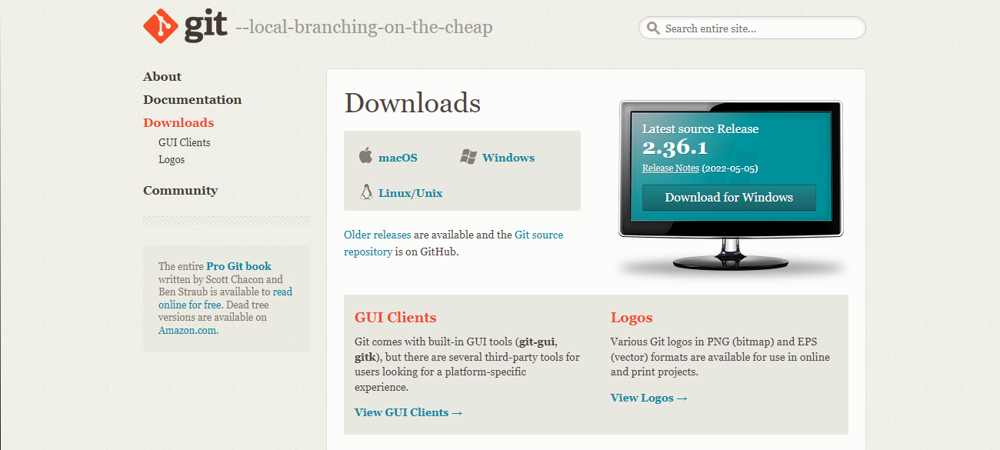 git --local-branching-on-the-cheap
Search entire site...
About
Documentation
Downloads
GUI Clients
Logos
Community
The entire Pro Git book
written by Scott Chacon and
Ben Straub is available to read
online for free. Dead tree
versions are available on
Amazon.com.
Downloads
macOS
Windows
Linux/Unix
Older releases are available and the Git source
repository is on GitHub.
Latest source Release
2.36.1
Release Notes (2022-05-05)
Download for Windows
GUI Clients
Git comes with built-in GUI tools (git-gui,
gitk), but there are several third-party tools for
users looking for a platform-specific
experience.
View GUI Clients →
Logos
Various Git logos in PNG (bitmap) and EPS
(vector) formats are available for use in online
and print projects.
View Logos →